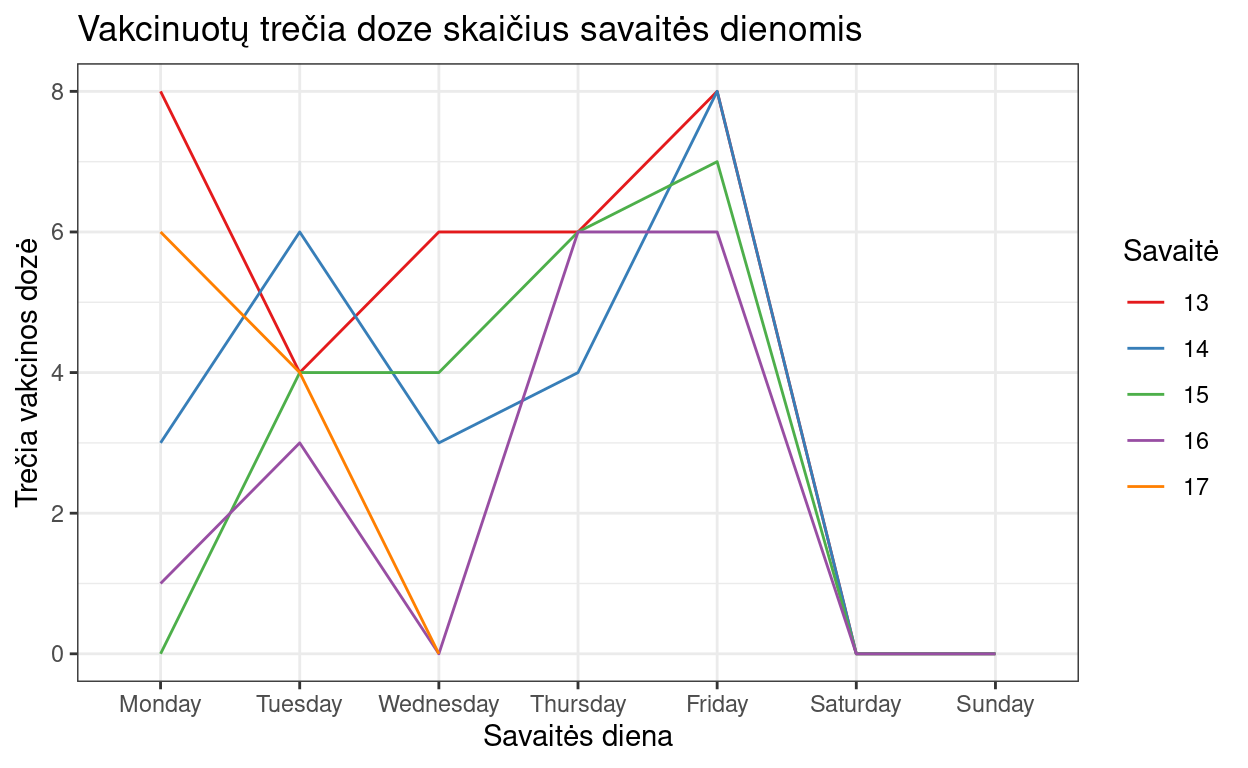 Vakcinuotų trečia doze skaičius savaitės dienomis
Trečia vakcinos dozė
8
6
4
2
0
Monday Tuesday Wednesday Thursday Friday Saturday Sunday
Savaitės diena
Savaitė
13
14
15
16
17